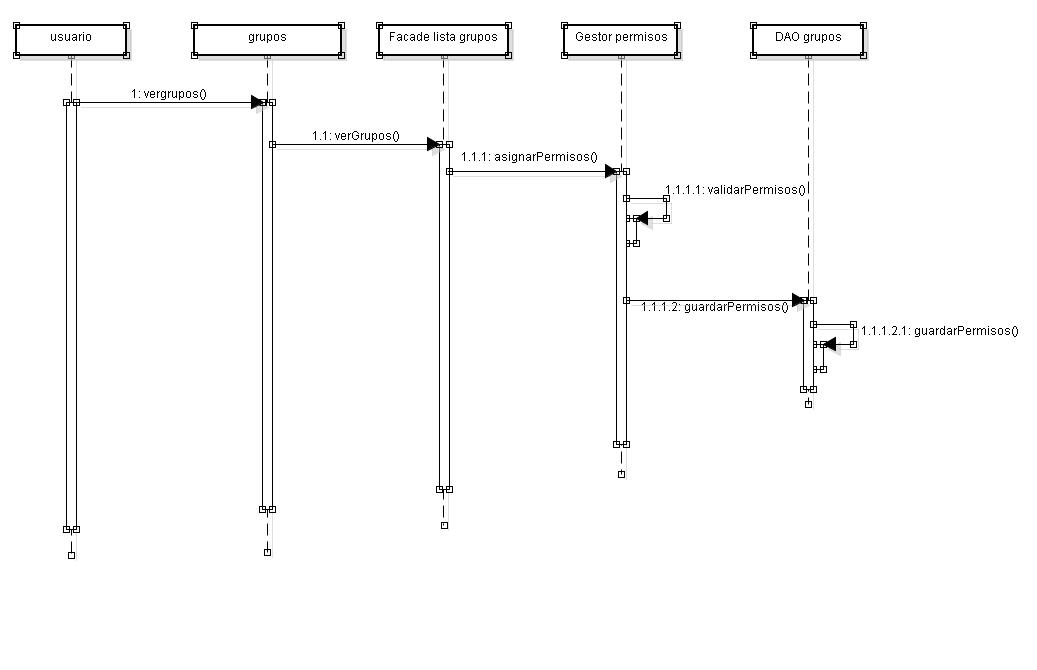 usuario
grupos
Facade lista grupos
Gestor permisos
DAO grupos
1: vergrupos()
1.1: verGrupos()
1.1.1: asignarPermisos()
1.1.1.1: validarPermisos()
1.1.1.2: guardarPermisos()
1.1.1.2.1: guardarPermisos()